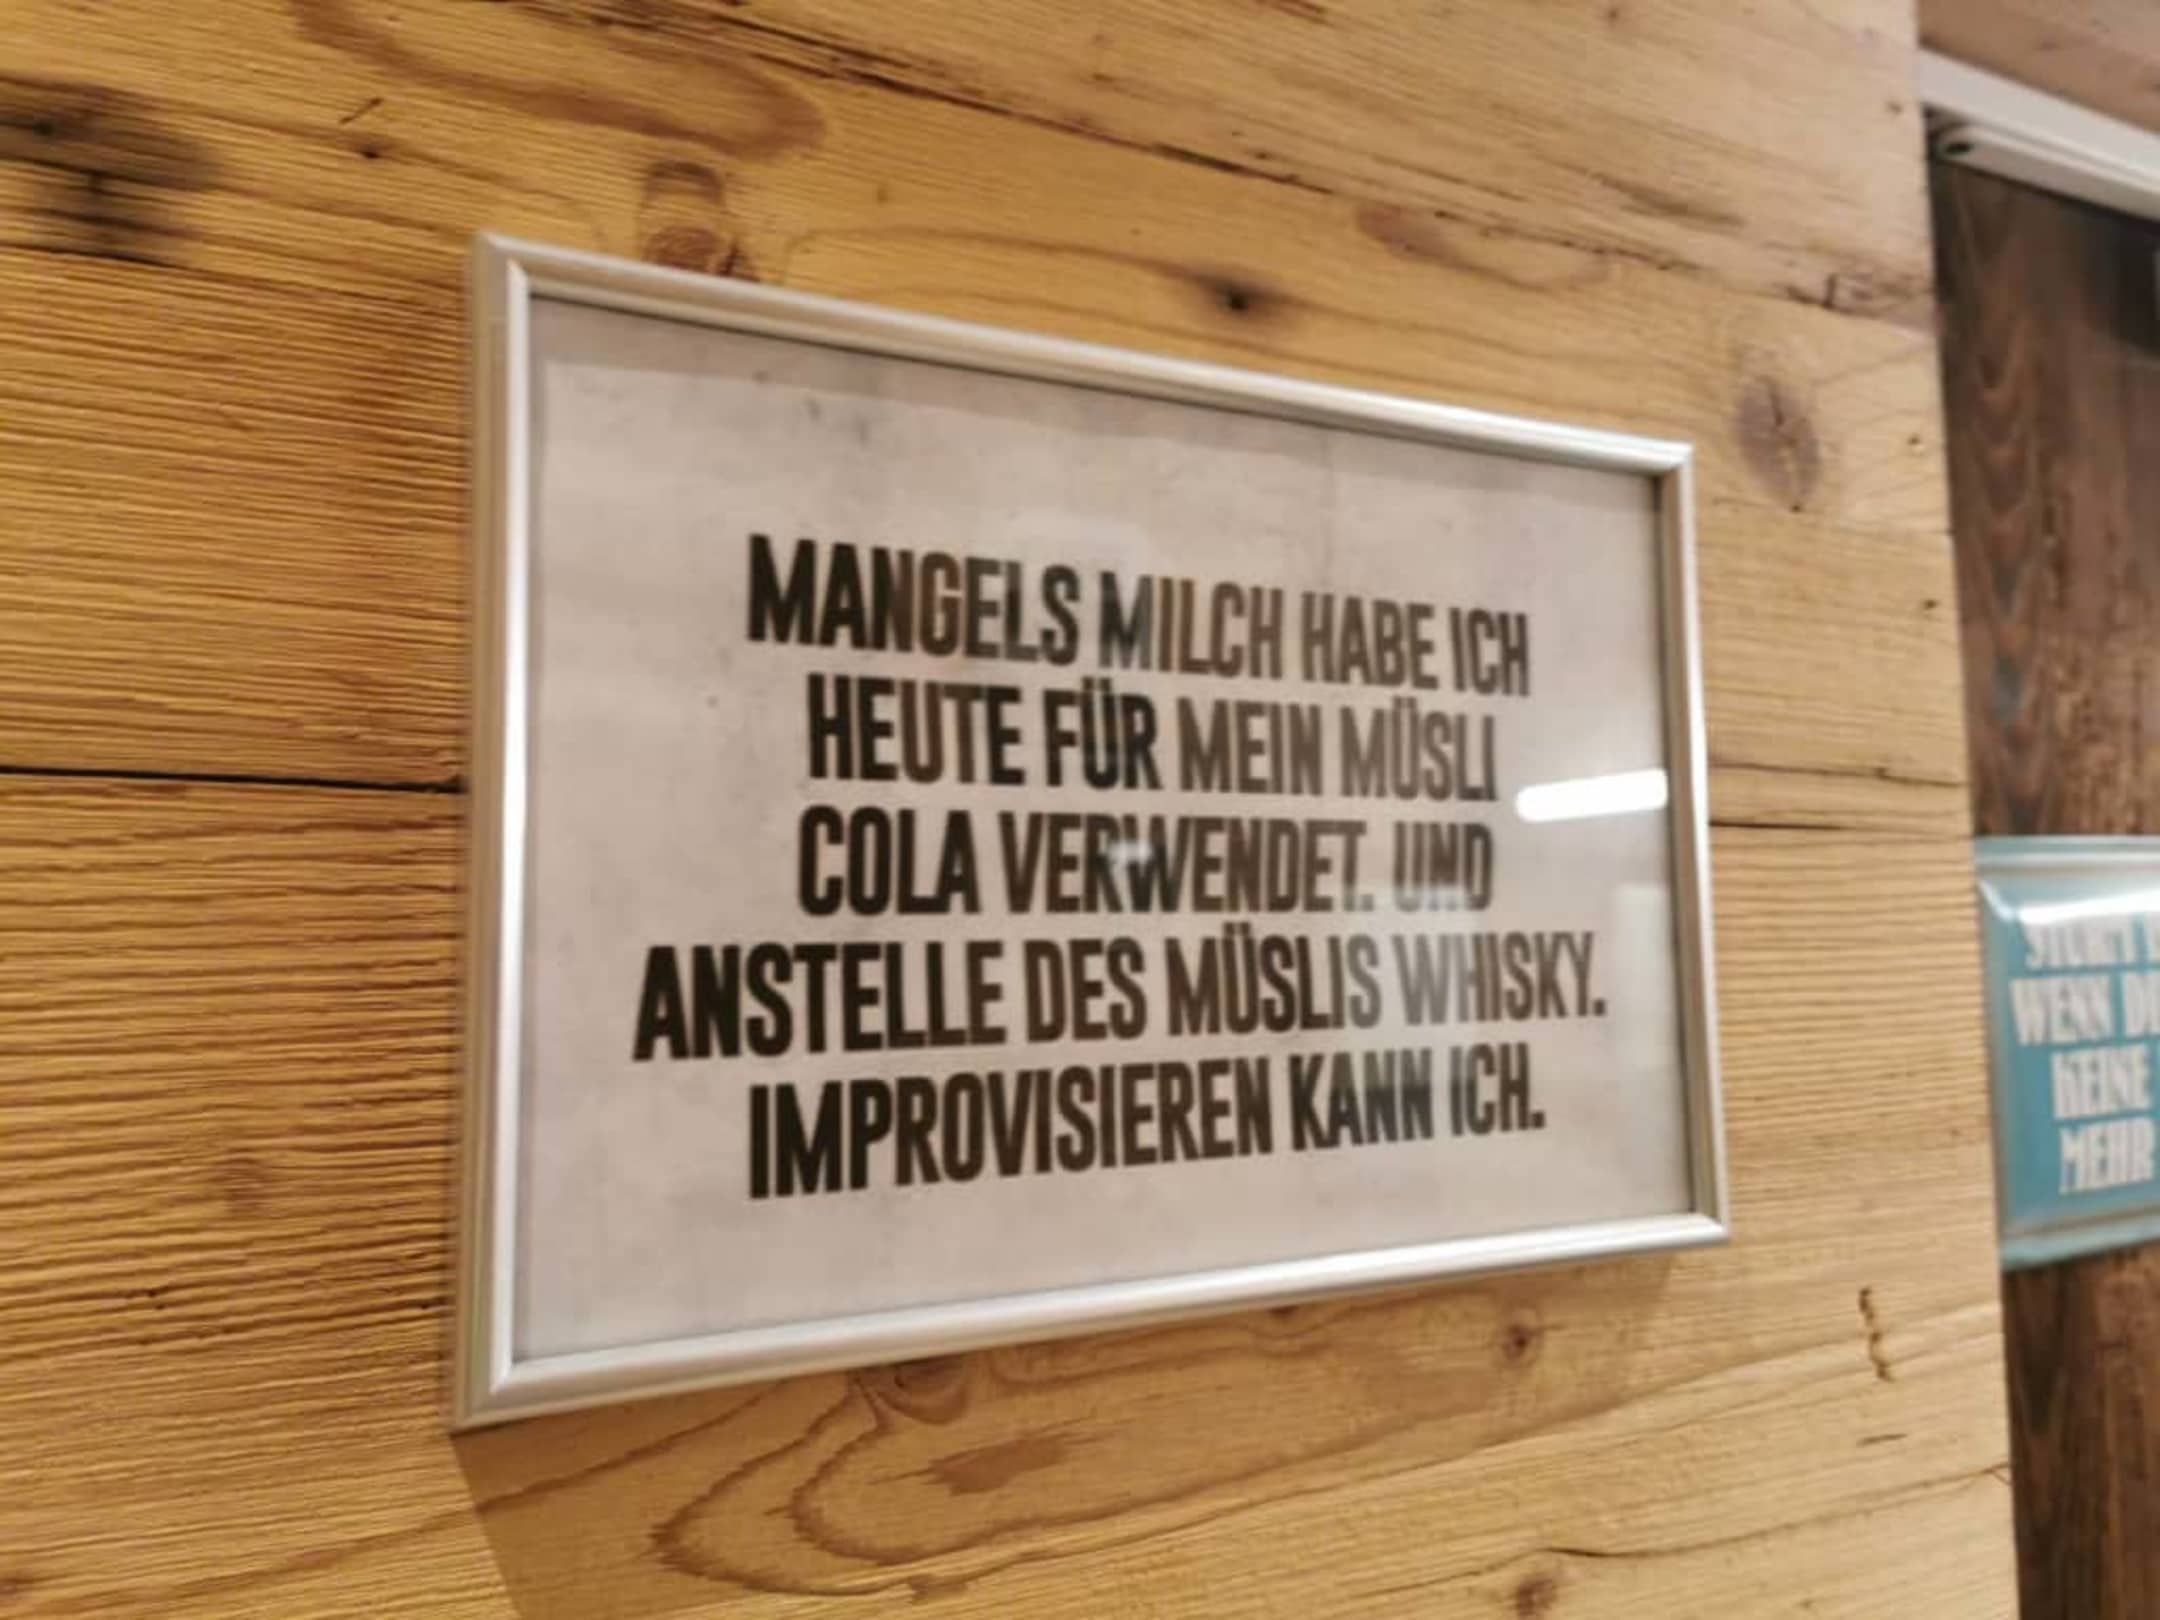 MANGELS MILCH HABE ICH
HEUTE FÜR MEIN MÜSLI
COLA VERWENDET. UND
ANSTELLE DES MÜSLIS WHISKY.
IMPROVISIEREN KANN ICH.
WENN
KEINE
MEHR